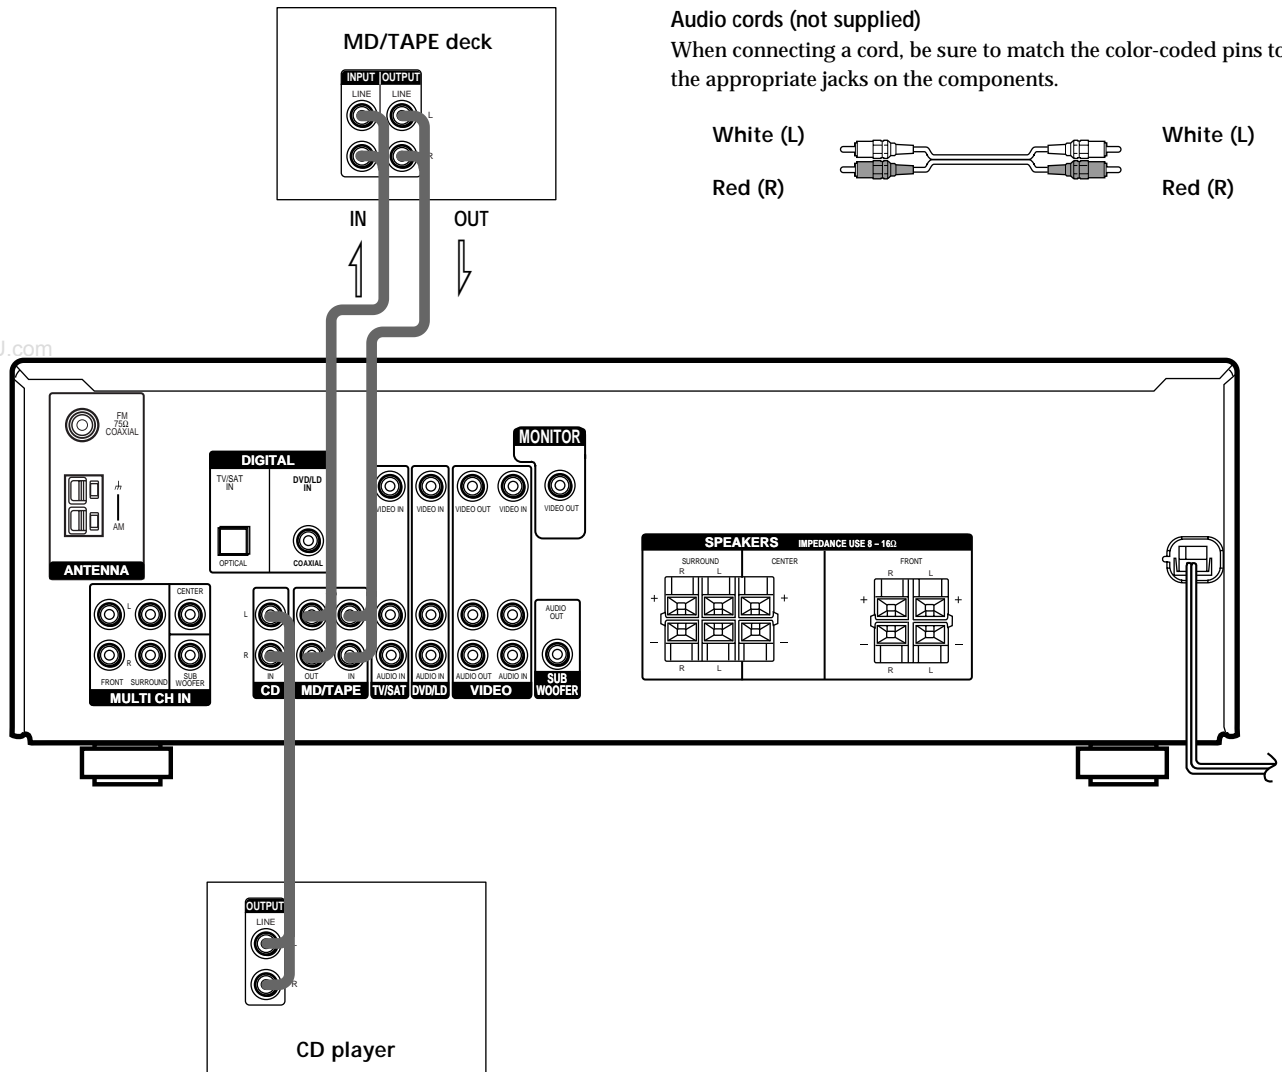 MD/TAPE deck
INPUT OUTPUT
LINE LINE
L
R
IN OUT
Audio cords (not supplied)
When connecting a cord, be sure to match the color-coded pins to
the appropriate jacks on the components.
White (L) White (L)
Red (R) Red (R)
J.com
FM
75Ω
COAXIAL
AM
ANTENNA
DIGITAL
TV/SAT
IN
DVD/LD
IN
OPTICAL COAXIAL
MONITOR
VIDEO IN VIDEO IN VIDEO OUT VIDEO IN VIDEO OUT
CENTER
L
R
FRONT SURROUND SUB
WOOFER
MULTI CH IN
L
R
IN OUT IN AUDIO IN AUDIO IN AUDIO OUT AUDIO IN
CD MD/TAPE TV/SAT DVD/LD VIDEO
AUDIO
OUT
SUB
WOOFER
SPEAKERS IMPEDANCE USE 8 – 16Ω
SURROUND CENTER FRONT
R L R L
+ + + +
– – – –
R L R L
OUTPUT
LINE
L
R
CD player